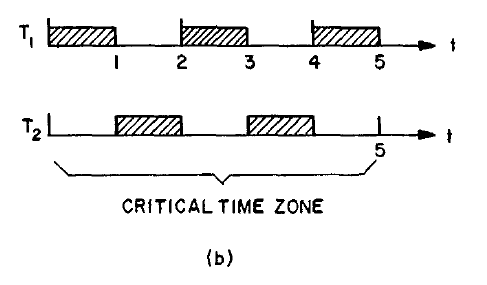 T1 t
1 2 3 4 5
T2 t
5
CRITICAL TIME ZONE
(b)